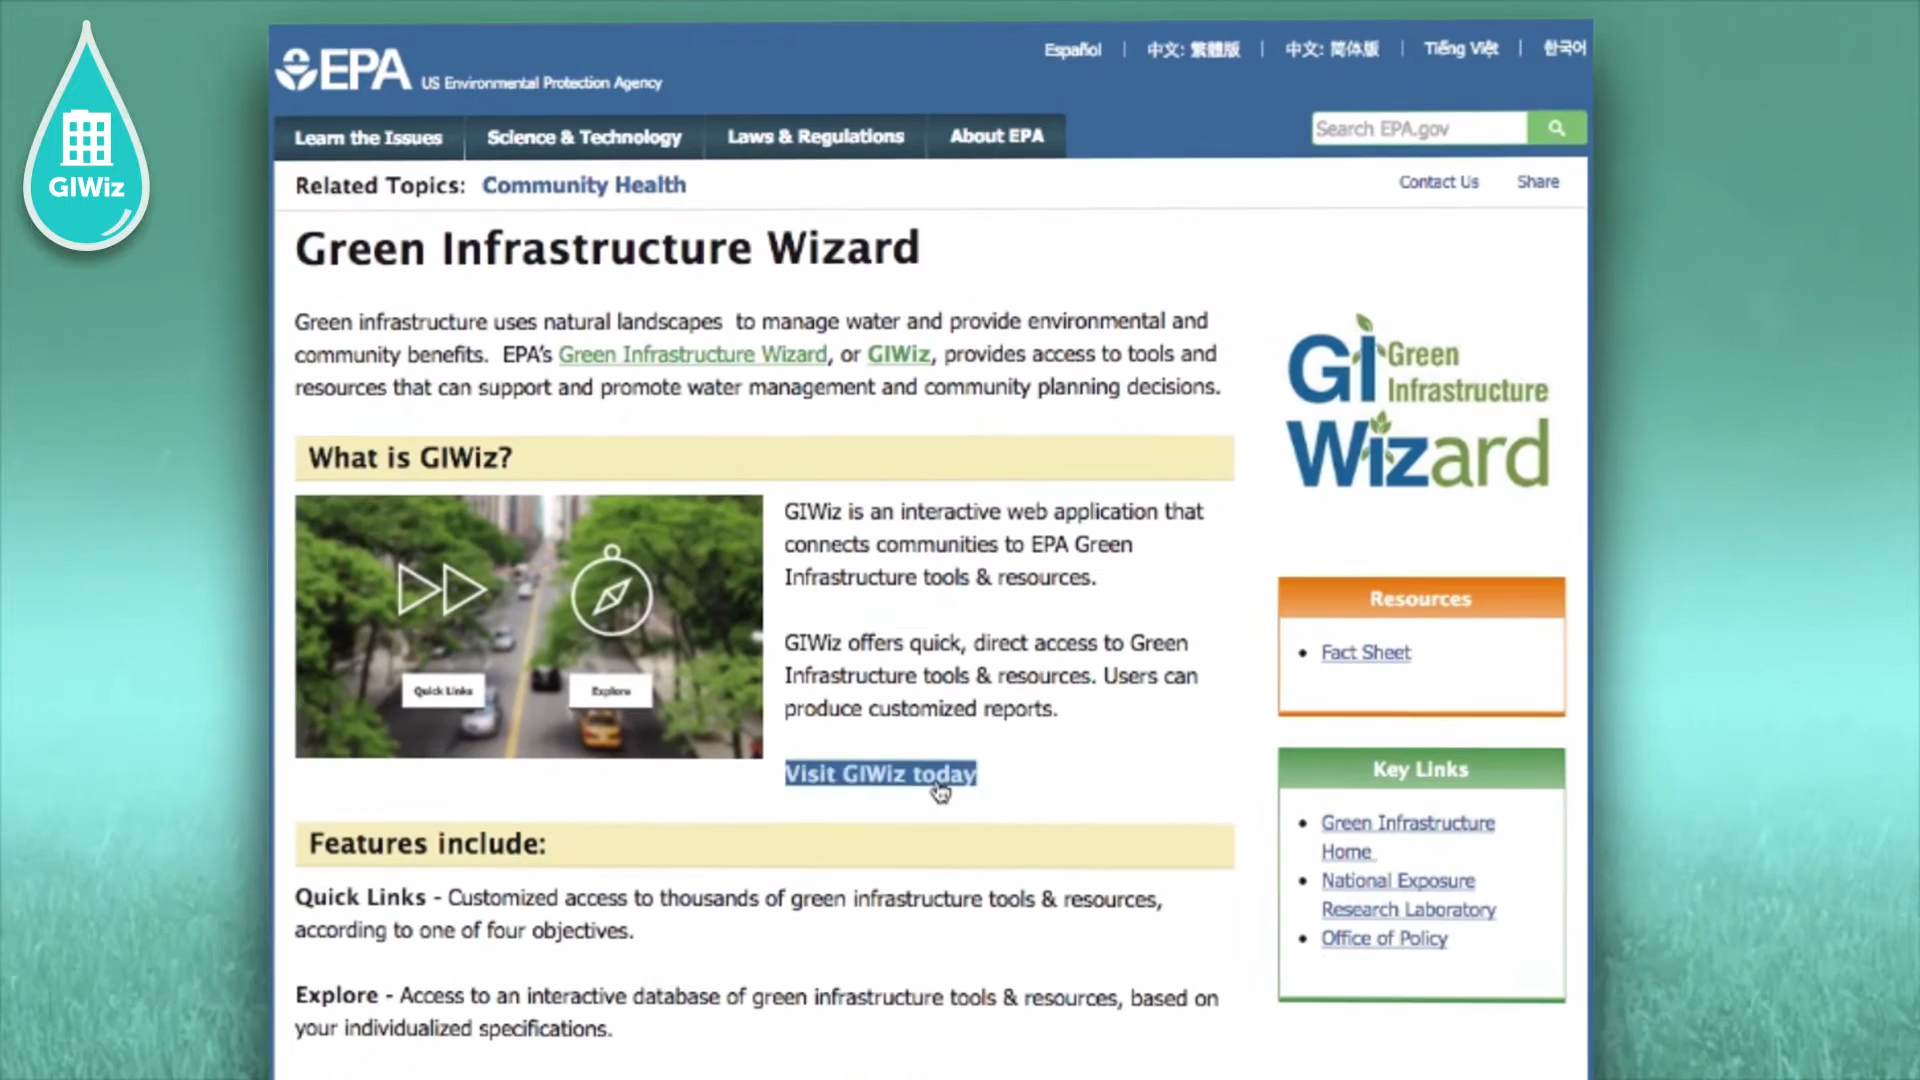 GIWiz
EPA US Environmental Protection Agency
Español | 中文: 繁體版 | 中文: 简体版 | Tiếng Việt | 한국어
Learn the Issues Science & Technology Laws & Regulations About EPA
Search EPA.gov
Related Topics: Community Health
Contact Us Share
Green Infrastructure Wizard
Green infrastructure uses natural landscapes to manage water and provide environmental and
community benefits. EPA's Green Infrastructure Wizard, or GIWiz, provides access to tools and
resources that can support and promote water management and community planning decisions.
What is GIWiz?
Quick Links
Explore
GIWiz is an interactive web application that
connects communities to EPA Green
Infrastructure tools & resources.
GIWiz offers quick, direct access to Green
Infrastructure tools & resources. Users can
produce customized reports.
Visit GIWiz today
Features include:
Quick Links - Customized access to thousands of green infrastructure tools & resources,
according to one of four objectives.
Explore - Access to an interactive database of green infrastructure tools & resources, based on
your individualized specifications.
GI Green
Infrastructure
Wizard
Resources
• Fact Sheet
Key Links
• Green Infrastructure
Home
• National Exposure
Research Laboratory
• Office of Policy